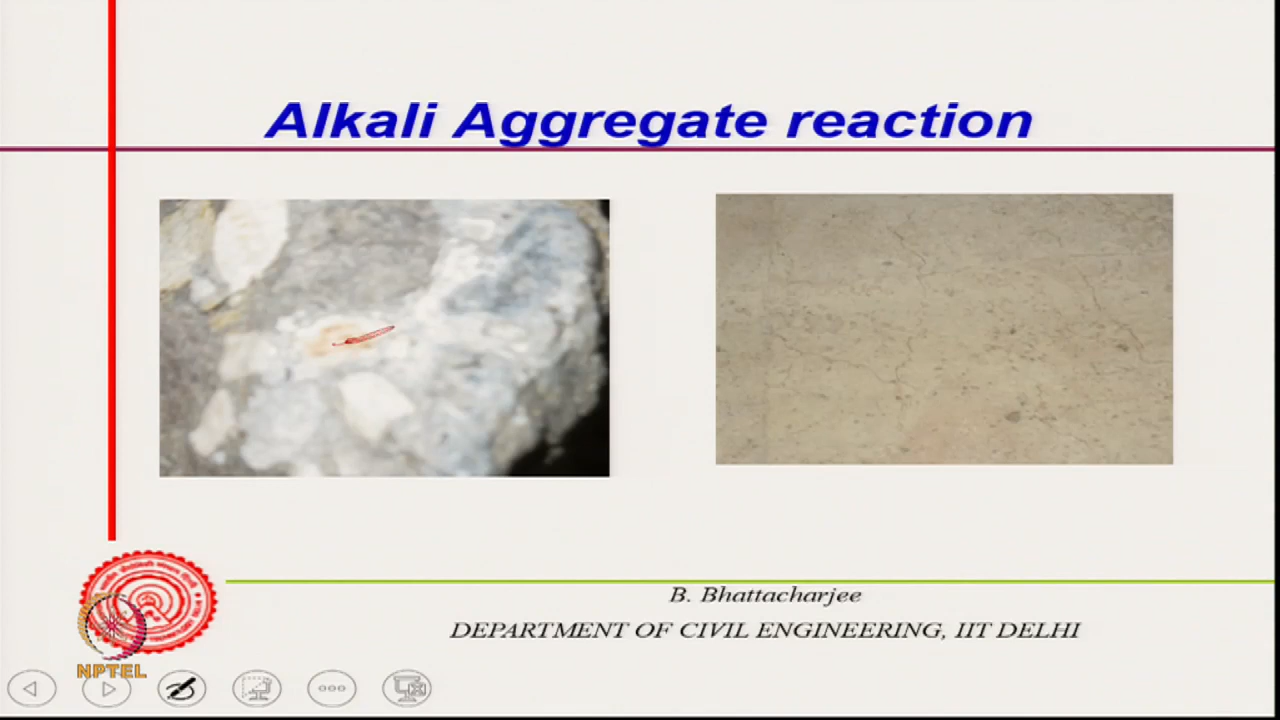 Alkali Aggregate reaction
B. Bhattacharjee
DEPARTMENT OF CIVIL ENGINEERING, IIT DELHI
NPTEL